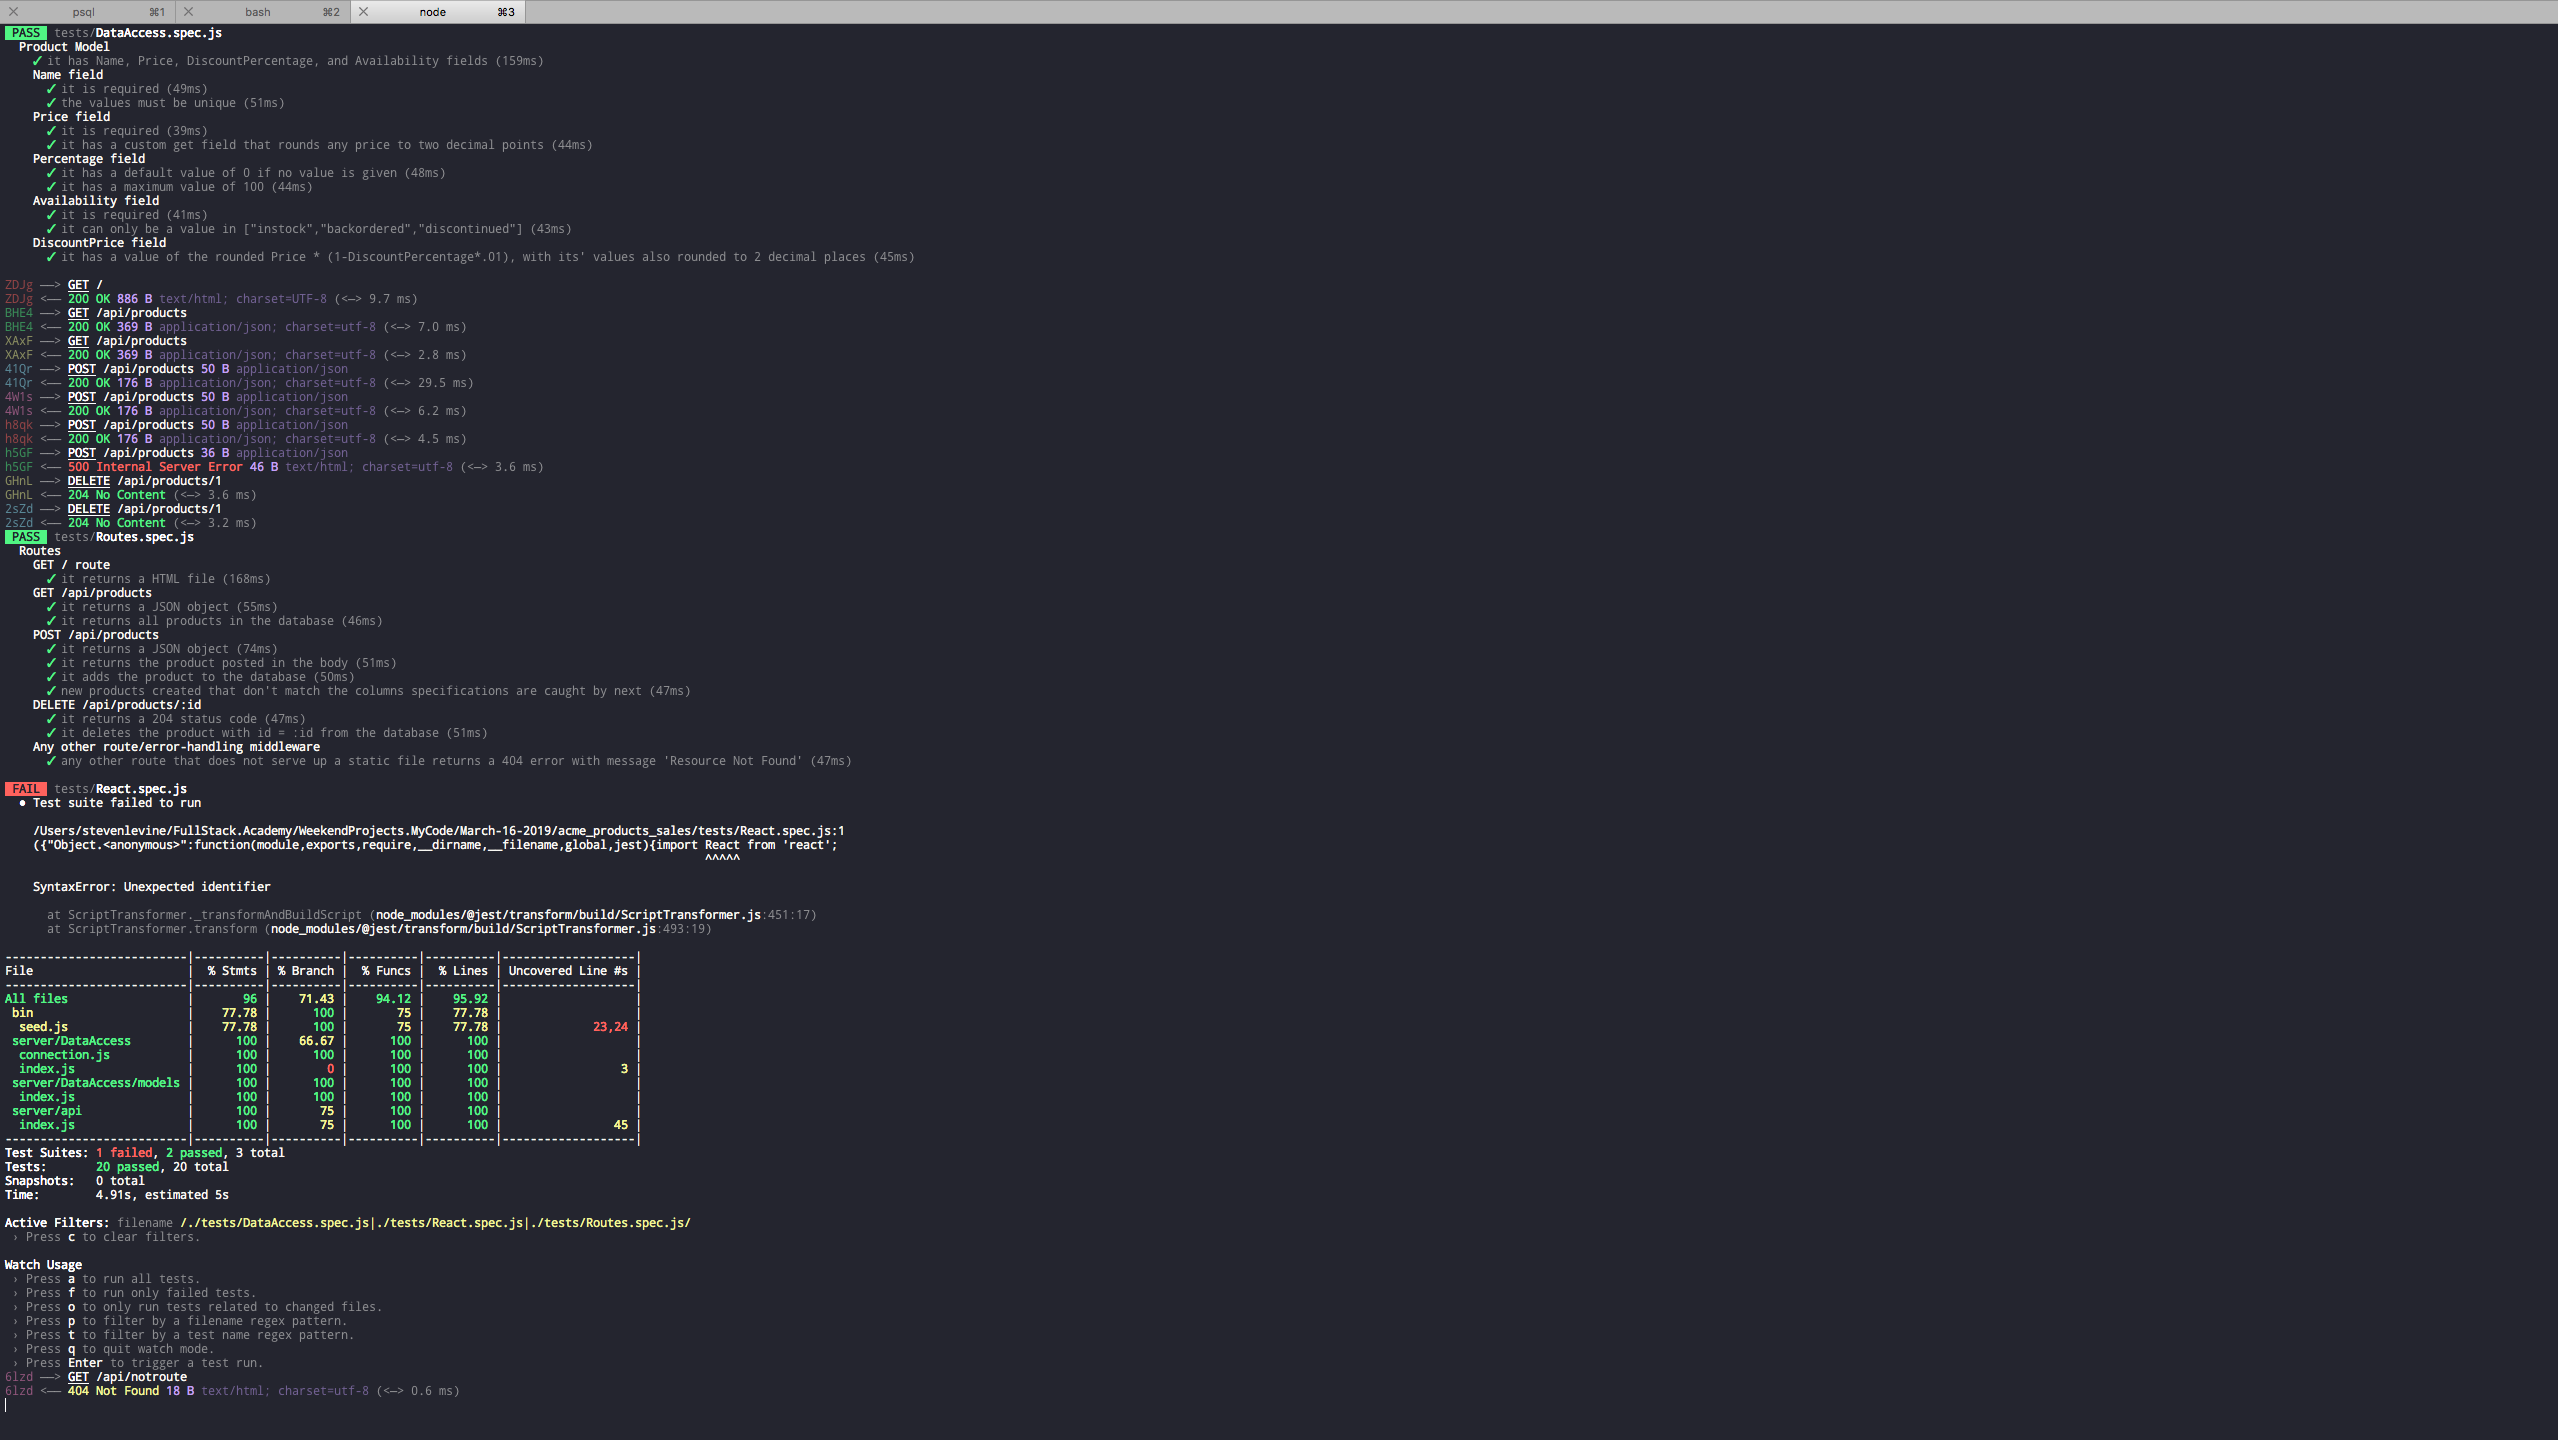 psql ⌘1 bash ⌘2 node ⌘3
PASS tests/DataAccess.spec.js
Product Model
✓ it has Name, Price, DiscountPercentage, and Availability fields (159ms)
Name field
✓ it is required (49ms)
✓ the values must be unique (51ms)
Price field
✓ it is required (39ms)
✓ it has a custom get field that rounds any price to two decimal points (44ms)
Percentage field
✓ it has a default value of 0 if no value is given (48ms)
✓ it has a maximum value of 100 (44ms)
Availability field
✓ it is required (41ms)
✓ it can only be a value in ["instock","backordered","discontinued"] (43ms)
DiscountPrice field
✓ it has a value of the rounded Price * (1-DiscountPercentage*.01), with its' values also rounded to 2 decimal places (45ms)
ZDJg ——> GET /
ZDJg <—— 200 OK 886 B text/html; charset=UTF-8 (<—> 9.7 ms)
BHE4 ——> GET /api/products
BHE4 <—— 200 OK 369 B application/json; charset=utf-8 (<—> 7.0 ms)
XAxF ——> GET /api/products
XAxF <—— 200 OK 369 B application/json; charset=utf-8 (<—> 2.8 ms)
41Qr ——> POST /api/products 50 B application/json
41Qr <—— 200 OK 176 B application/json; charset=utf-8 (<—> 29.5 ms)
4W1s ——> POST /api/products 50 B application/json
4W1s <—— 200 OK 176 B application/json; charset=utf-8 (<—> 6.2 ms)
h8qk ——> POST /api/products 50 B application/json
h8qk <—— 200 OK 176 B application/json; charset=utf-8 (<—> 4.5 ms)
h5GF ——> POST /api/products 36 B application/json
h5GF <—— 500 Internal Server Error 46 B text/html; charset=utf-8 (<—> 3.6 ms)
GHnL ——> DELETE /api/products/1
GHnL <—— 204 No Content (<—> 3.6 ms)
2sZd ——> DELETE /api/products/1
2sZd <—— 204 No Content (<—> 3.2 ms)
PASS tests/Routes.spec.js
Routes
GET / route
✓ it returns a HTML file (168ms)
GET /api/products
✓ it returns a JSON object (55ms)
✓ it returns all products in the database (46ms)
POST /api/products
✓ it returns a JSON object (74ms)
✓ it returns the product posted in the body (51ms)
✓ it adds the product to the database (50ms)
✓ new products created that don't match the columns specifications are caught by next (47ms)
DELETE /api/products/:id
✓ it returns a 204 status code (47ms)
✓ it deletes the product with id = :id from the database (51ms)
Any other route/error-handling middleware
✓ any other route that does not serve up a static file returns a 404 error with message 'Resource Not Found' (47ms)
FAIL tests/React.spec.js
● Test suite failed to run
/Users/stevenlevine/FullStack.Academy/WeekendProjects.MyCode/March-16-2019/acme_products_sales/tests/React.spec.js:1
({"Object.<anonymous>":function(module,exports,require,__dirname,__filename,global,jest){import React from 'react';
^^^^^
SyntaxError: Unexpected identifier
at ScriptTransformer._transformAndBuildScript (node_modules/@jest/transform/build/ScriptTransformer.js:451:17)
at ScriptTransformer.transform (node_modules/@jest/transform/build/ScriptTransformer.js:493:19)
--------------------------|----------|----------|----------|----------|-------------------|
File | % Stmts | % Branch | % Funcs | % Lines | Uncovered Line #s |
--------------------------|----------|----------|----------|----------|-------------------|
All files | 96 | 71.43 | 94.12 | 95.92 | |
bin | 77.78 | 100 | 75 | 77.78 | |
seed.js | 77.78 | 100 | 75 | 77.78 | 23,24 |
server/DataAccess | 100 | 66.67 | 100 | 100 | |
connection.js | 100 | 100 | 100 | 100 | |
index.js | 100 | 0 | 100 | 100 | 3 |
server/DataAccess/models | 100 | 100 | 100 | 100 | |
index.js | 100 | 100 | 100 | 100 | |
server/api | 100 | 75 | 100 | 100 | |
index.js | 100 | 75 | 100 | 100 | 45 |
--------------------------|----------|----------|----------|----------|-------------------|
Test Suites: 1 failed, 2 passed, 3 total
Tests: 20 passed, 20 total
Snapshots: 0 total
Time: 4.91s, estimated 5s
Active Filters: filename /./tests/DataAccess.spec.js|./tests/React.spec.js|./tests/Routes.spec.js/
› Press c to clear filters.
Watch Usage
› Press a to run all tests.
› Press f to run only failed tests.
› Press o to only run tests related to changed files.
› Press p to filter by a filename regex pattern.
› Press t to filter by a test name regex pattern.
› Press q to quit watch mode.
› Press Enter to trigger a test run.
6lzd ——> GET /api/notroute
6lzd <—— 404 Not Found 18 B text/html; charset=utf-8 (<—> 0.6 ms)